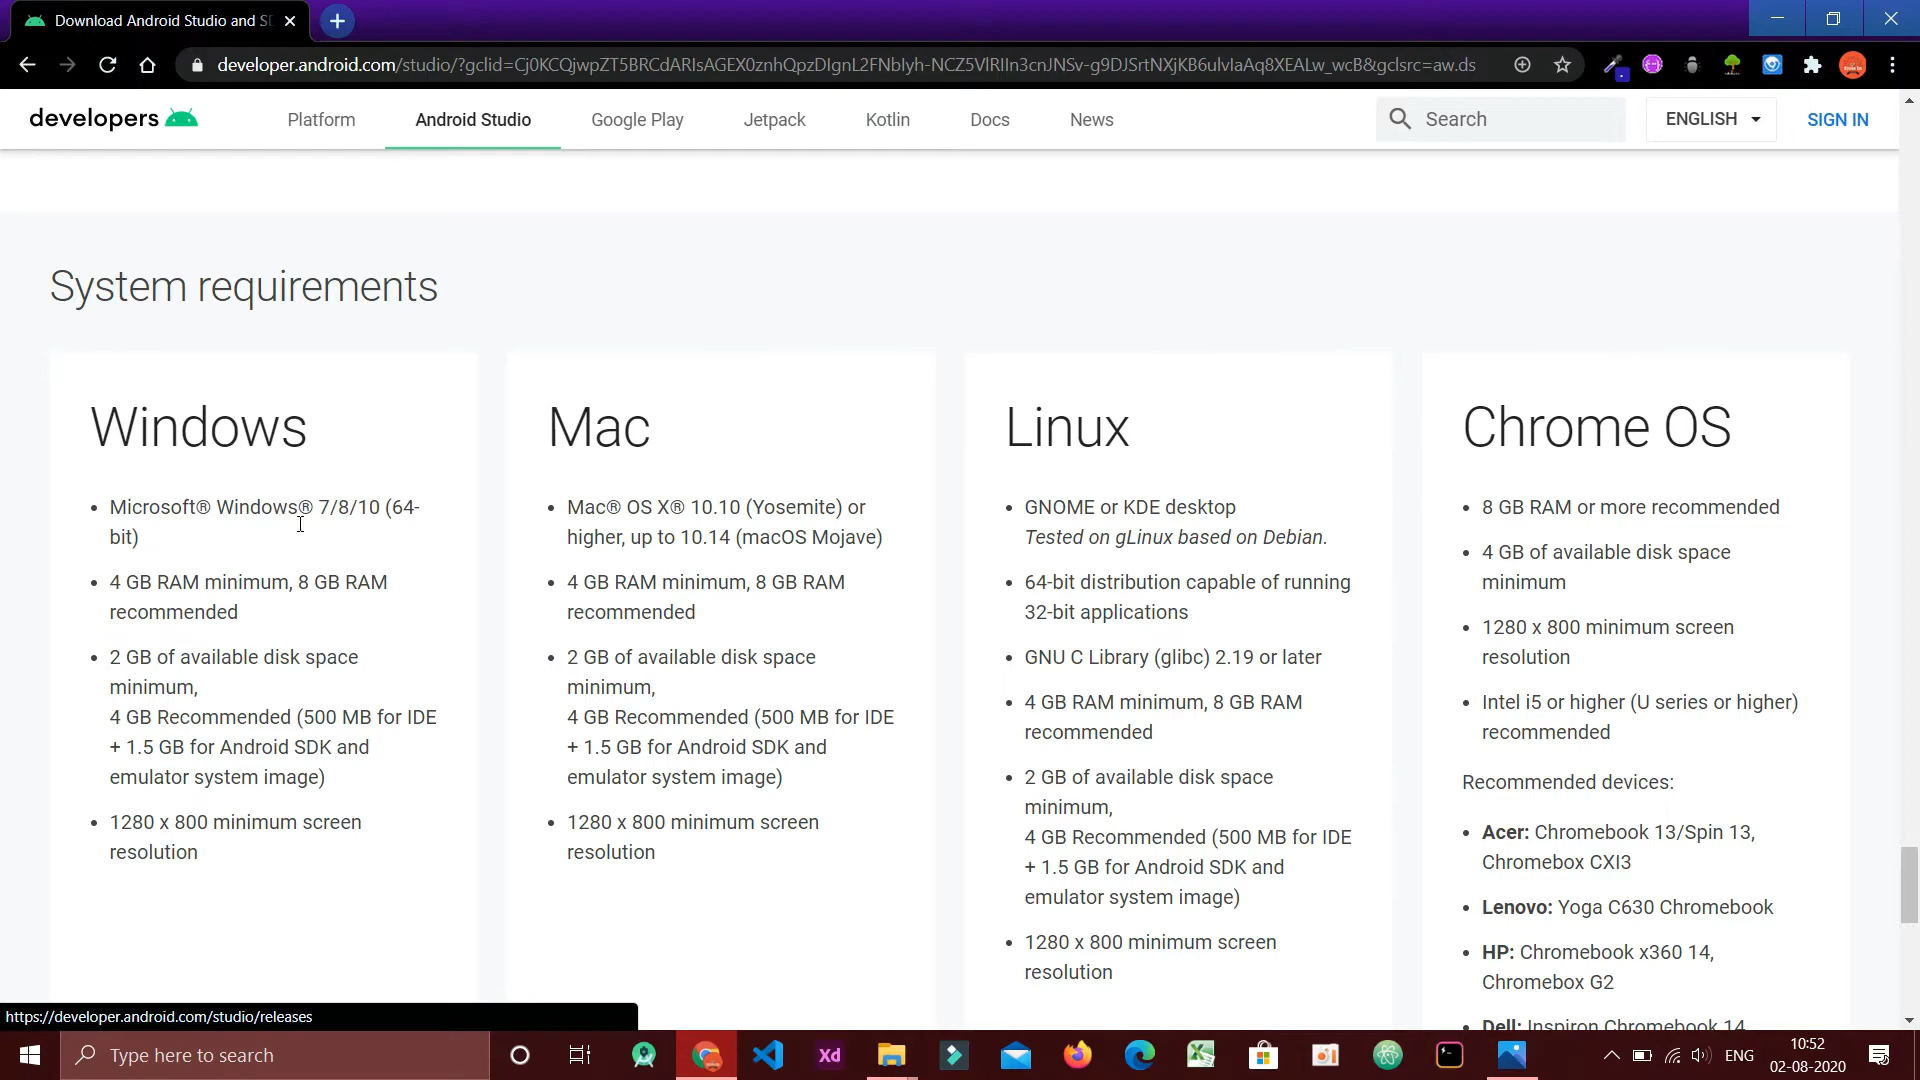 Download Android Studio and SD
developer.android.com/studio/?gclid=Cj0KCQjwpZT5BRCdARIsAGEX0znhQpzDIgnL2FNbIyh-NCZ5VlRIIn3cnJNSv-g9DJSrtNXjKB6ulvlaAq8XEALw_wcB&gclsrc=aw.ds
developers Platform Android Studio Google Play Jetpack Kotlin Docs News Search ENGLISH SIGN IN
System requirements
Windows
Microsoft® Windows® 7/8/10 (64-
bit)
4 GB RAM minimum, 8 GB RAM
recommended
2 GB of available disk space
minimum,
4 GB Recommended (500 MB for IDE
+ 1.5 GB for Android SDK and
emulator system image)
1280 x 800 minimum screen
resolution
Mac
Mac® OS X® 10.10 (Yosemite) or
higher, up to 10.14 (macOS Mojave)
4 GB RAM minimum, 8 GB RAM
recommended
2 GB of available disk space
minimum,
4 GB Recommended (500 MB for IDE
+ 1.5 GB for Android SDK and
emulator system image)
1280 x 800 minimum screen
resolution
Linux
GNOME or KDE desktop
Tested on gLinux based on Debian.
64-bit distribution capable of running
32-bit applications
GNU C Library (glibc) 2.19 or later
4 GB RAM minimum, 8 GB RAM
recommended
2 GB of available disk space
minimum,
4 GB Recommended (500 MB for IDE
+ 1.5 GB for Android SDK and
emulator system image)
1280 x 800 minimum screen
resolution
Chrome OS
8 GB RAM or more recommended
4 GB of available disk space
minimum
1280 x 800 minimum screen
resolution
Intel i5 or higher (U series or higher)
recommended
Recommended devices:
Acer: Chromebook 13/Spin 13,
Chromebox CXI3
Lenovo: Yoga C630 Chromebook
HP: Chromebook x360 14,
Chromebox G2
Dell: Inspiron Chromebook 14
https://developer.android.com/studio/releases
Type here to search
Xd
ENG
10:52
02-08-2020